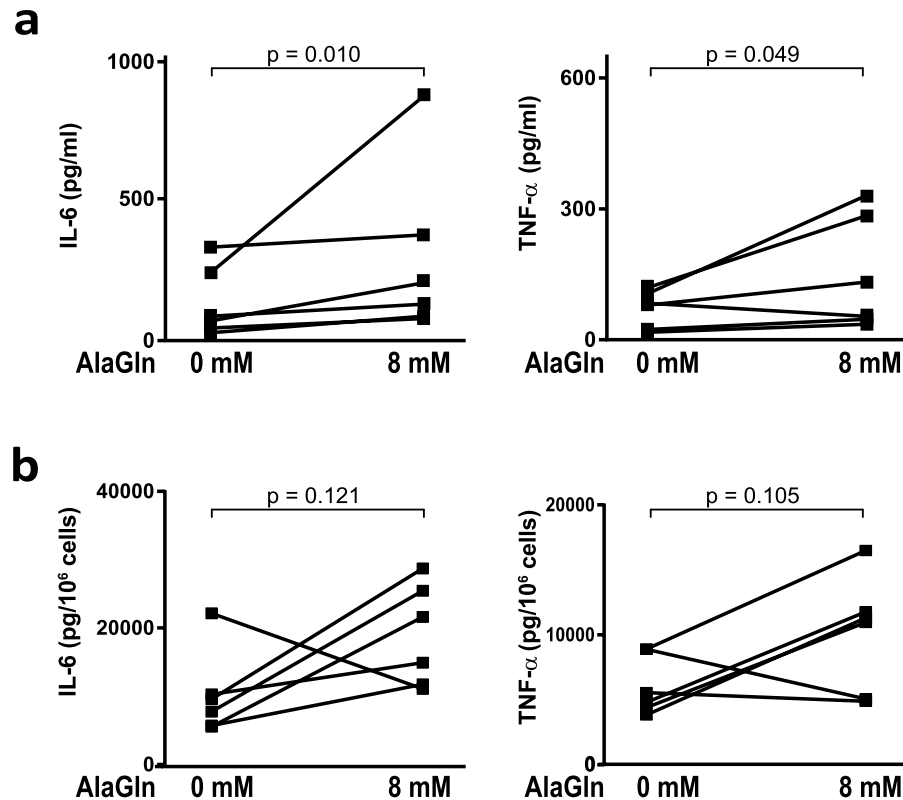 a
p = 0.010
1000
500
0
IL-6 (pg/ml)
AlaGln 0 mM 8 mM
p = 0.049
600
300
0
TNF-α (pg/ml)
AlaGln 0 mM 8 mM
b
p = 0.121
40000
20000
0
IL-6 (pg/10⁶ cells)
AlaGln 0 mM 8 mM
p = 0.105
20000
10000
0
TNF-α (pg/10⁶ cells)
AlaGln 0 mM 8 mM